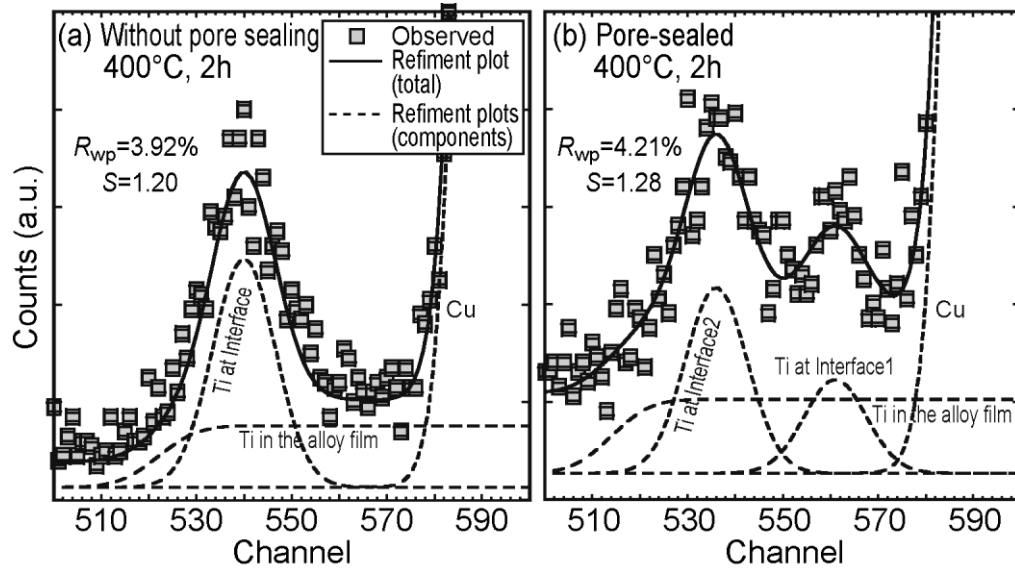 (a) Without pore sealing
400°C, 2h
Observed
Refiment plot
(total)
Refiment plots
(components)
Rwp=3.92%
S=1.20
Ti at Interface
Ti in the alloy film
Cu
Counts (a.u.)
510 530 550 570 590
Channel
(b) Pore-sealed
400°C, 2h
Rwp=4.21%
S=1.28
Ti at Interface2
Ti at Interface1
Ti in the alloy film
Cu
510 530 550 570 590
Channel